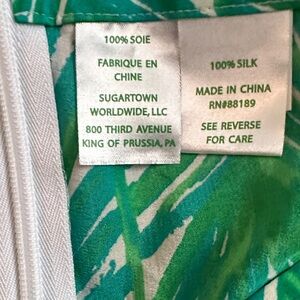 100% SOIE
FABRIQUE EN
CHINE
SUGARTOWN
WORLDWIDE, LLC
800 THIRD AVENUE
KING OF PRUSSIA, PA
100% SILK
MADE IN CHINA
RN#88189
SEE REVERSE
FOR CARE